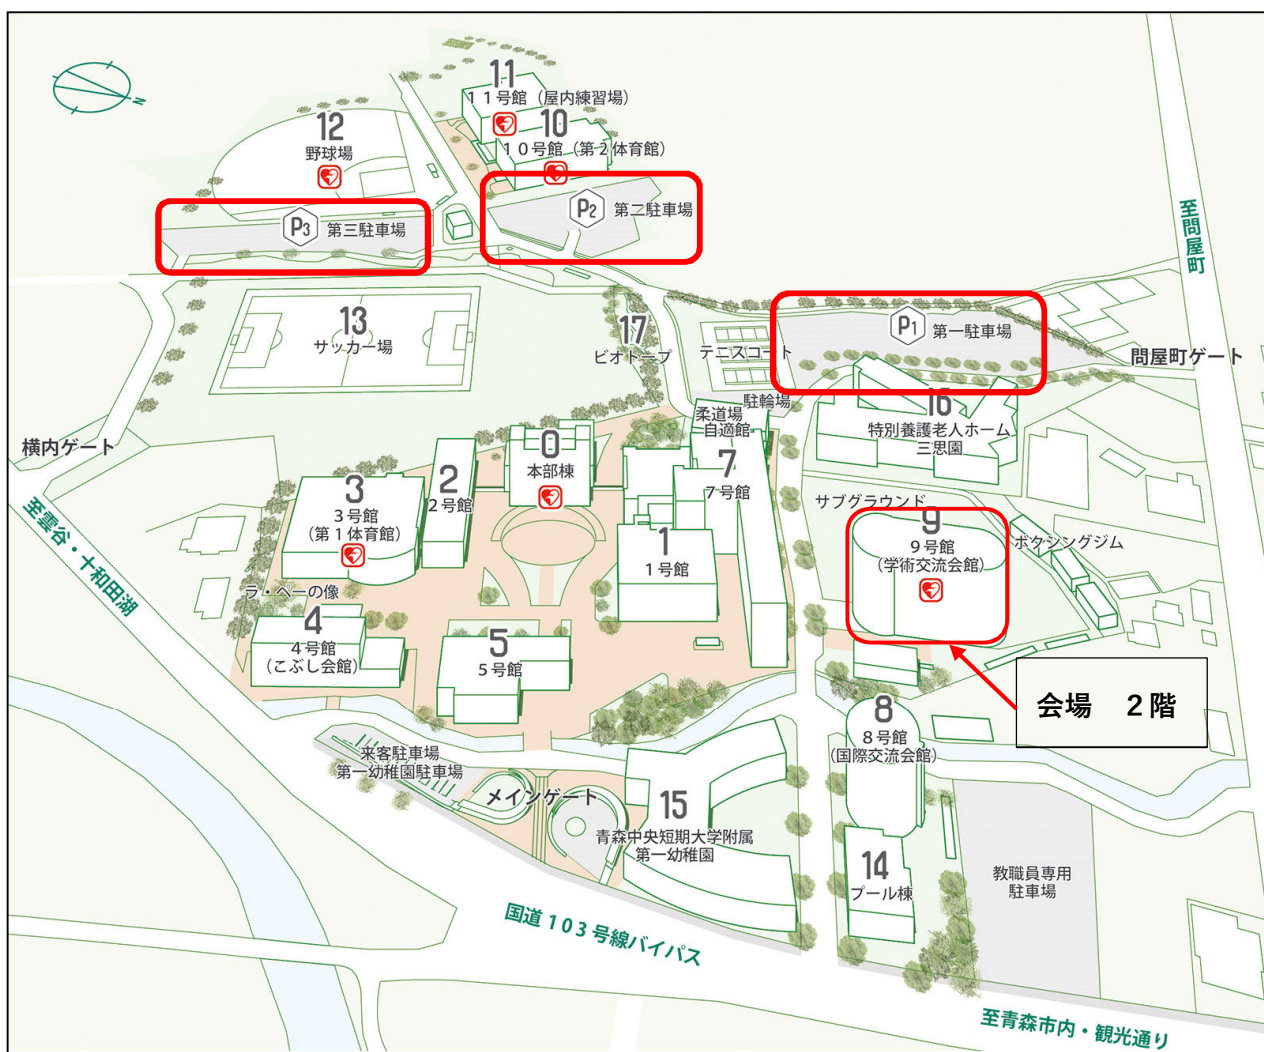 11
11号館（屋内練習場）
10
10号館（第２体育館）
12
野球場
P2 第二駐車場
P3 第三駐車場
至問屋町
N
13
サッカー場
17
ビオトープ
テニスコート
P1 第一駐車場
問屋町ゲート
駐輪場
柔道場
自適館
16
特別養護老人ホーム
三思園
横内ゲート
0
本部棟
2
２号館
3
３号館
（第１体育館）
7
７号館
1
１号館
サブグラウンド
9
９号館
（学術交流会館）
ボクシングジム
至雲谷・十和田湖
ラ・へーの像
4
４号館
（こぶし会館）
5
５号館
会場　２階
8
８号館
（国際交流会館）
来客駐車場
第一幼稚園駐車場
メインゲート
15
青森中央短期大学附属
第一幼稚園
14
プール棟
教職員専用
駐車場
国道103号線バイパス
至青森市内・観光通り